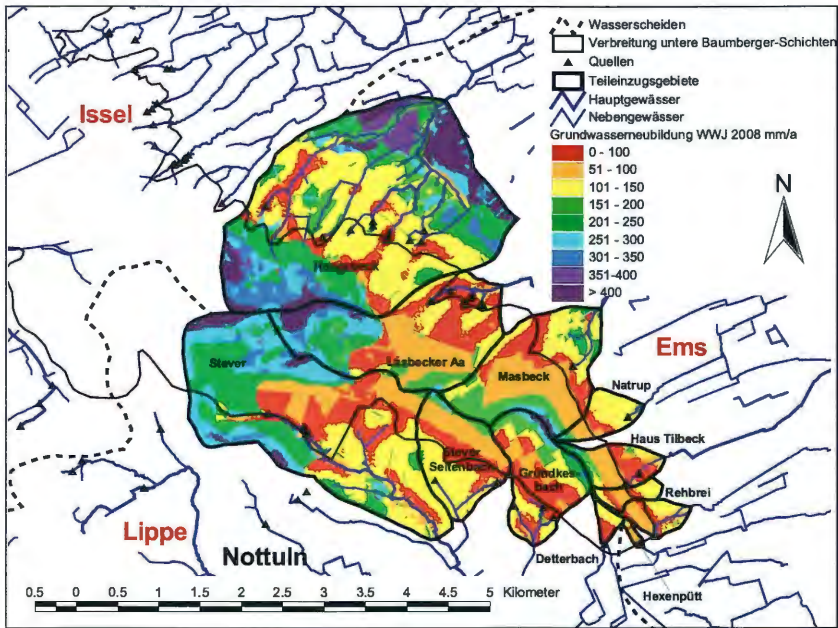 Wasserscheiden
Verbreitung untere Baumberger-Schichten
Quellen
Teileinzugsgebiete
Hauptgewässer
Nebengewässer
Grundwasserneubildung WWJ 2008 mm/a
0 - 100
51 - 100
101 - 150
151 - 200
201 - 250
251 - 300
301 - 350
351-400
> 400
N
Issel
Stever
Lasbecker Aa
Masbeck
Ems
Natrup
Haus Tilbeck
Stever
Seitenbach
Grundkes-
bach
Rehbrei
Lippe
Nottuln
Detterbach
Hexenpütt
0.5 0 0.5 1 1.5 2 2.5 3 3.5 4 4.5 5 Kilometer